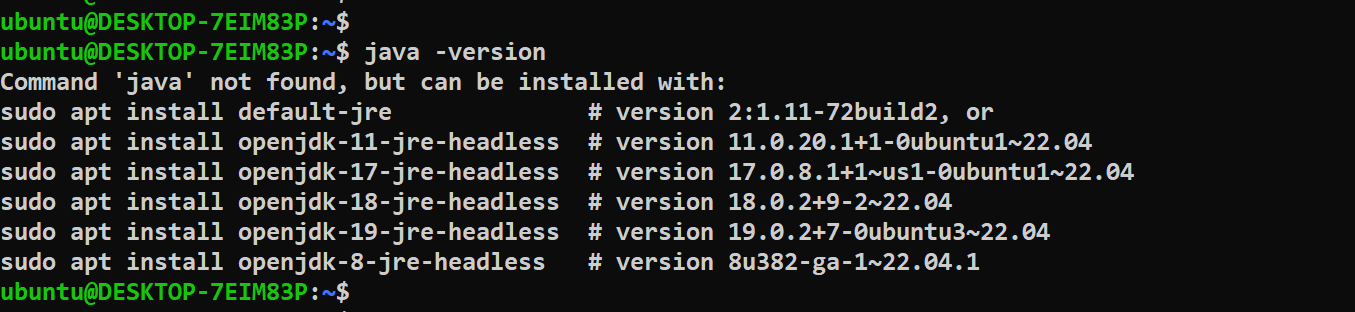 ubuntu@DESKTOP-7EIM83P:~$
ubuntu@DESKTOP-7EIM83P:~$ java -version
Command 'java' not found, but can be installed with:
sudo apt install default-jre              # version 2:1.11-72build2, or
sudo apt install openjdk-11-jre-headless  # version 11.0.20.1+1-0ubuntu1~22.04
sudo apt install openjdk-17-jre-headless  # version 17.0.8.1+1~us1-0ubuntu1~22.04
sudo apt install openjdk-18-jre-headless  # version 18.0.2+9-2~22.04
sudo apt install openjdk-19-jre-headless  # version 19.0.2+7-0ubuntu3~22.04
sudo apt install openjdk-8-jre-headless   # version 8u382-ga-1~22.04.1
ubuntu@DESKTOP-7EIM83P:~$